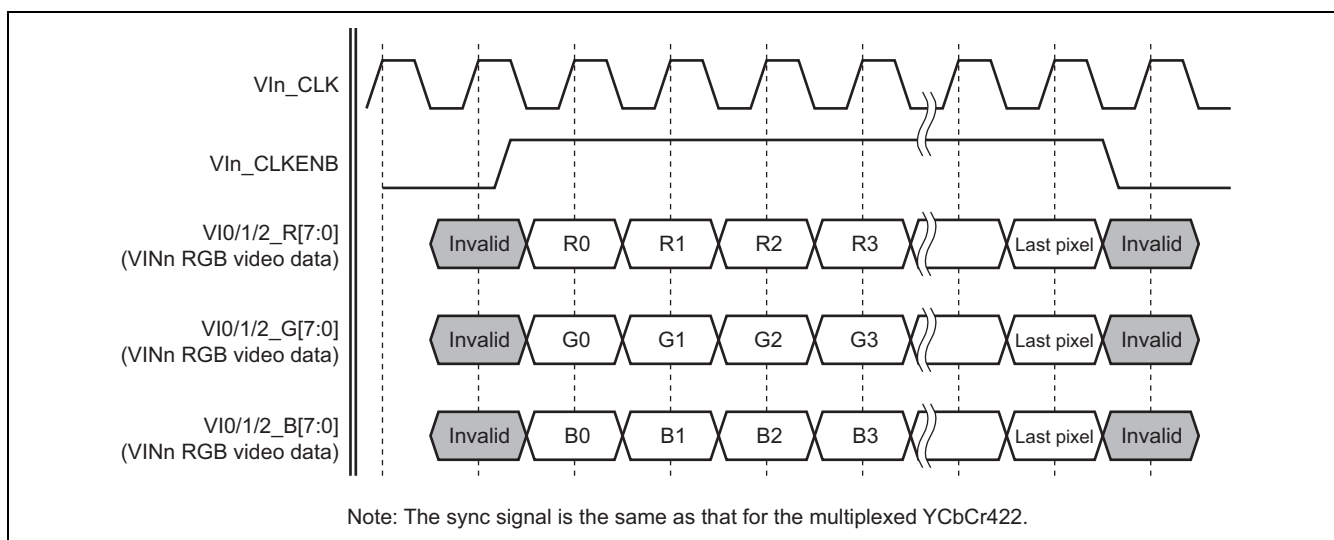 VIn_CLK
VIn_CLKENB
VI0/1/2_R[7:0]
(VINn RGB video data)
Invalid R0 R1 R2 R3 Last pixel Invalid
VI0/1/2_G[7:0]
(VINn RGB video data)
Invalid G0 G1 G2 G3 Last pixel Invalid
VI0/1/2_B[7:0]
(VINn RGB video data)
Invalid B0 B1 B2 B3 Last pixel Invalid
Note: The sync signal is the same as that for the multiplexed YCbCr422.